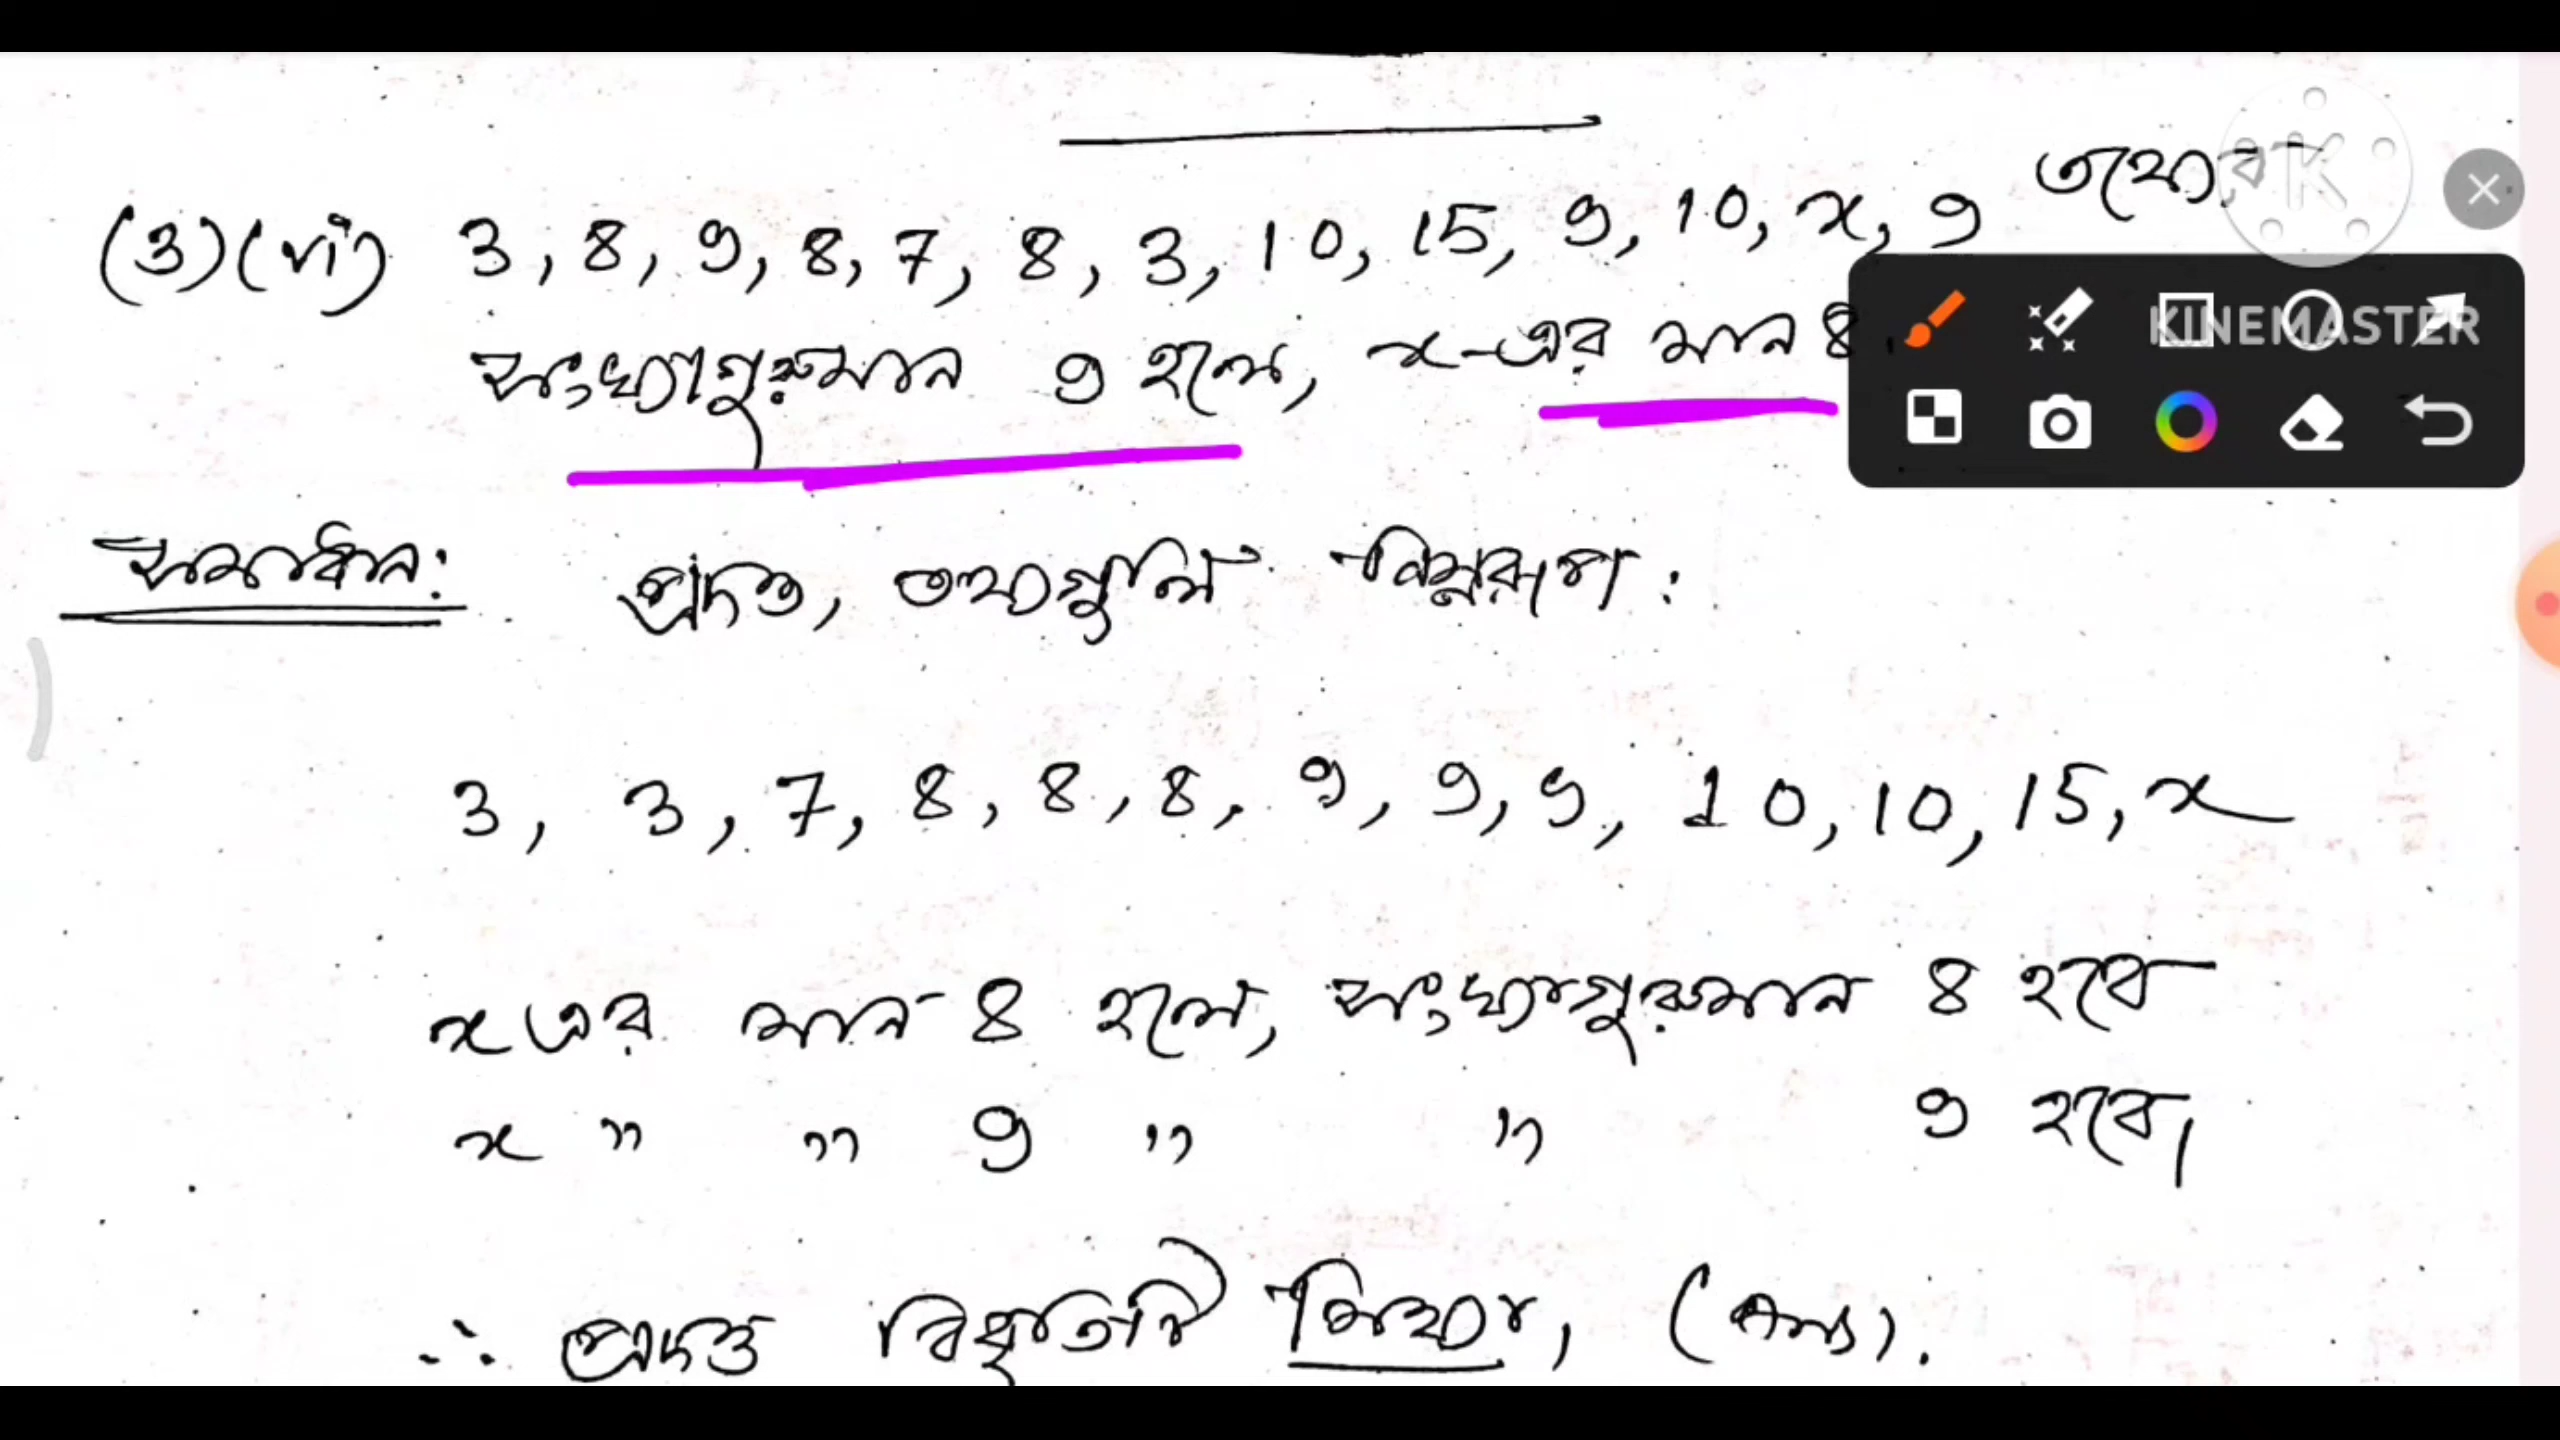 (3)(vi) 3, 8, 9, 8, 7, 8, 3, 10, 15, 9, 10, x, 9 তথ্যের
সংখ্যাগুরুমান 9 হলে, x-এর মান 8.
KINEMASTER
সমাধান: প্রদত্ত, তথ্যগুলি নিম্নরূপ:
3, 3, 7, 8, 8, 8, 9, 9, 9, 10, 10, 15, x
x এর মান 8 হলে, সংখ্যাগুরুমান 8 হবে
x " " 9 " " 9 হবে।
∴ প্রদত্ত বিবৃতিটি মিথ্যা, (Ans).